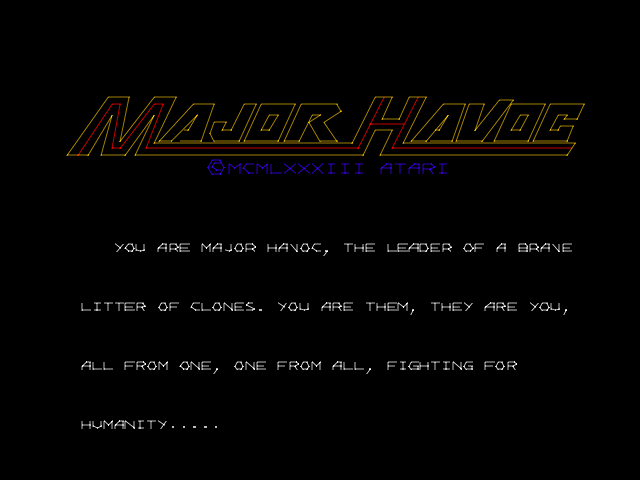 MAJOR HAVOC
©MCMLXXXIII ATARI
YOU ARE MAJOR HAVOC, THE LEADER OF A BRAVE
LITTER OF CLONES. YOU ARE THEM, THEY ARE YOU,
ALL FROM ONE, ONE FROM ALL, FIGHTING FOR
HUMANITY.....